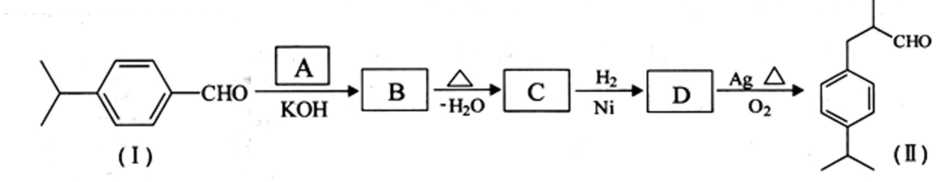 CHO
(Ⅰ)
A
KOH
B
△
-H₂O
C
H₂
Ni
D
Ag △
O₂
CHO
(Ⅱ)